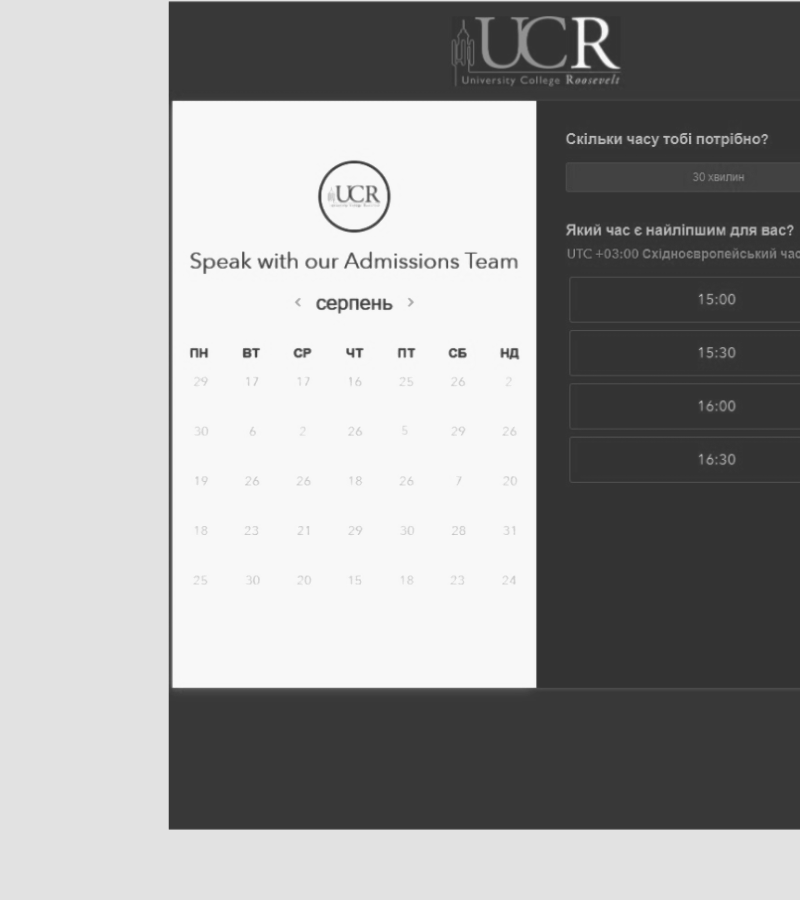 UCR
University College Roosevelt
UCR
Speak with our Admissions Team
< серпень >
ПН ВТ СР ЧТ ПТ СБ НД
29 17 17 16 25 26 2
30 6 2 26 5 29 26
19 26 26 18 26 7 20
18 23 21 29 30 28 31
25 30 20 15 18 23 24
Скільки часу тобі потрібно?
30 хвилин
Який час є найліпшим для вас?
UTC +03:00 Східноєвропейський час
15:00
15:30
16:00
16:30